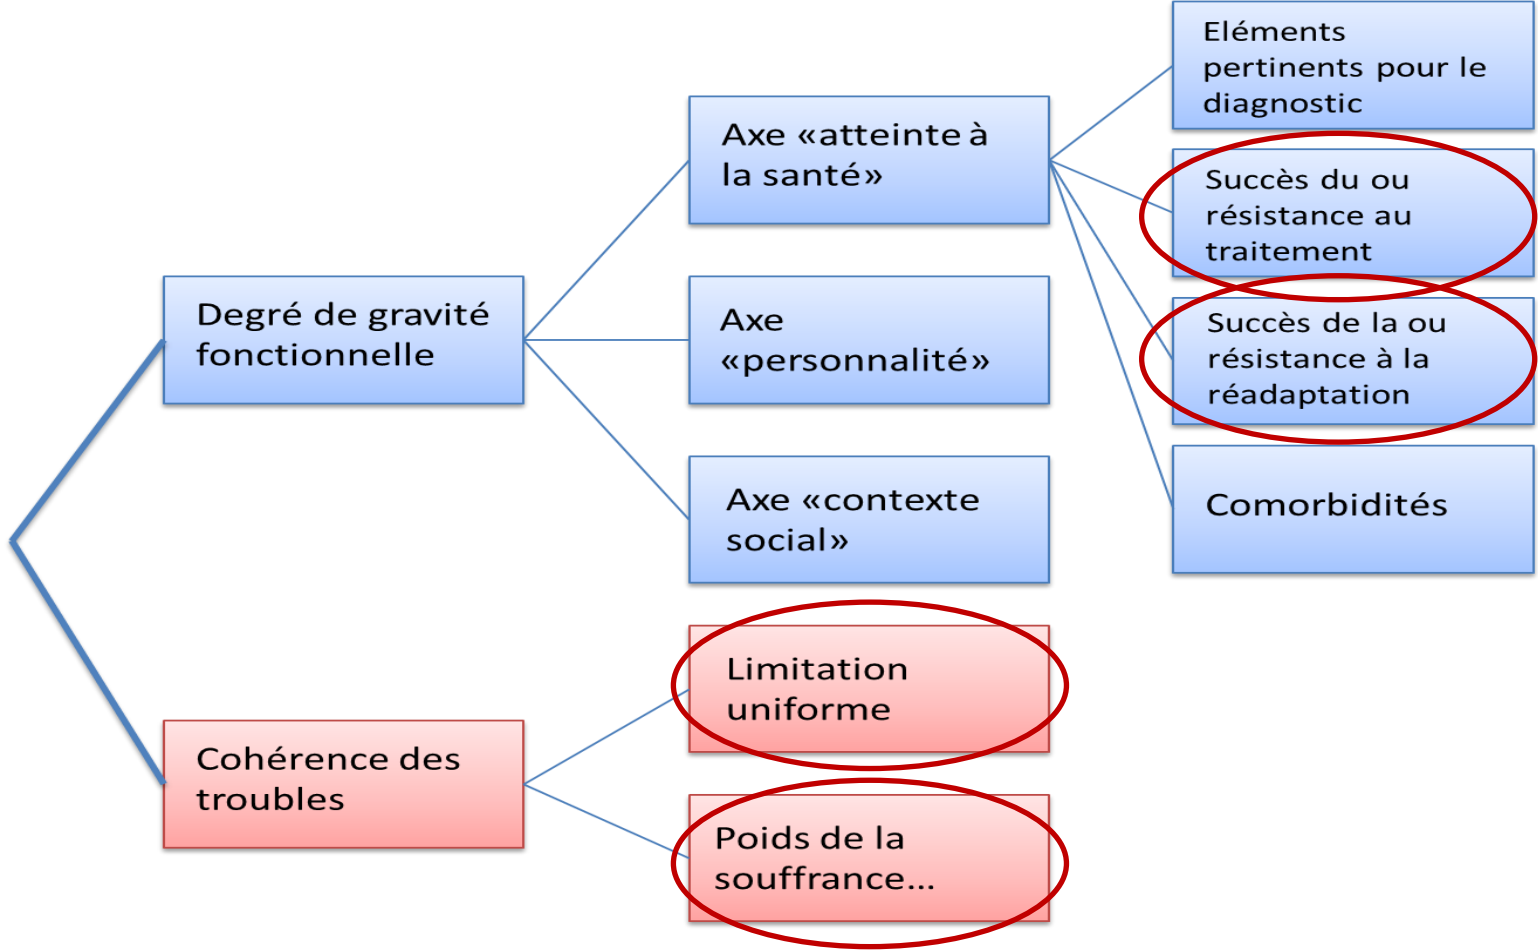 Degré de gravité
fonctionnelle
Axe «atteinte à
la santé»
Eléments
pertinents pour le
diagnostic
Succès du ou
résistance au
traitement
Succès de la ou
résistance à la
réadaptation
Comorbidités
Axe
«personnalité»
Axe «contexte
social»
Cohérence des
troubles
Limitation
uniforme
Poids de la
souffrance...